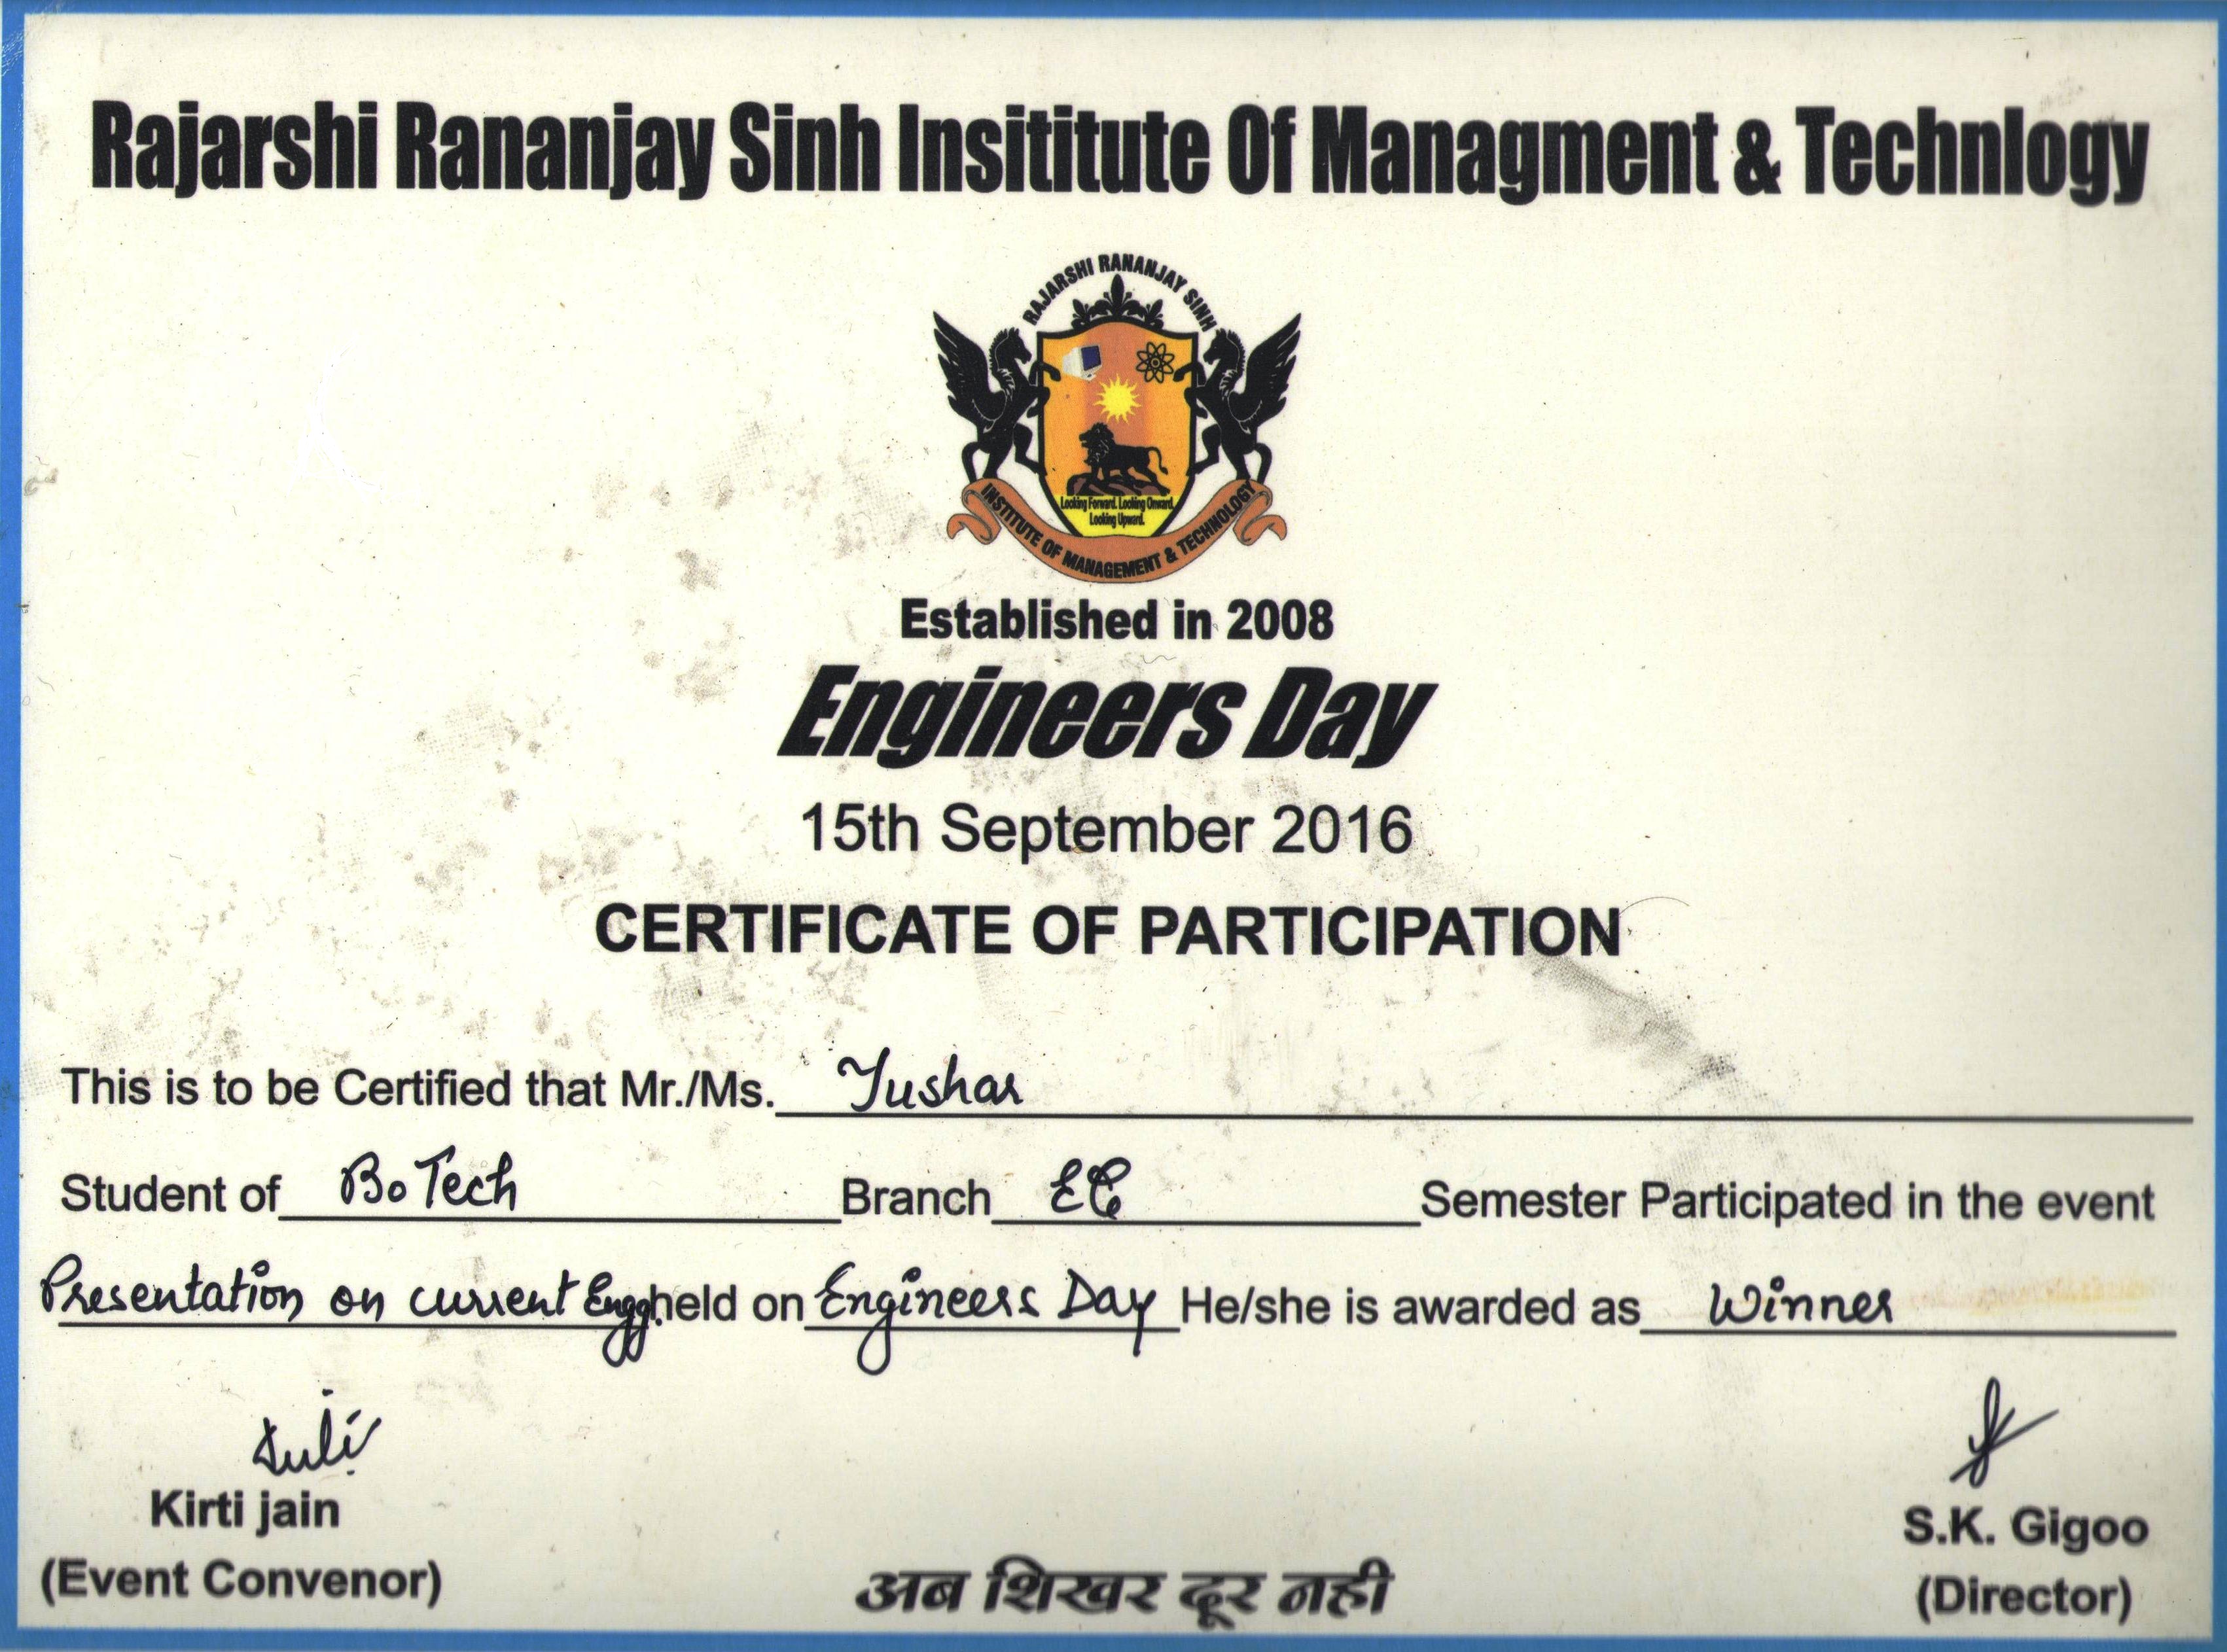 Rajarshi Rananjay Sinh Insititute Of Managment & Technlogy
RAJARSHI RANANJAY SINH
Looking Forward. Looking Onward.
Looking Upward.
INSTITUTE OF MANAGEMENT & TECHNOLOGY
Established in 2008
Engineers Day
15th September 2016
CERTIFICATE OF PARTICIPATION
This is to be Certified that Mr./Ms. Tushar
Student of B.Tech Branch EC Semester Participated in the event
Presentation on current Engg. held on Engineers Day He/she is awarded as Winner
Kirti jain
S.K. Gigoo
(Event Convenor)
(Director)
अब शिखर दूर नही